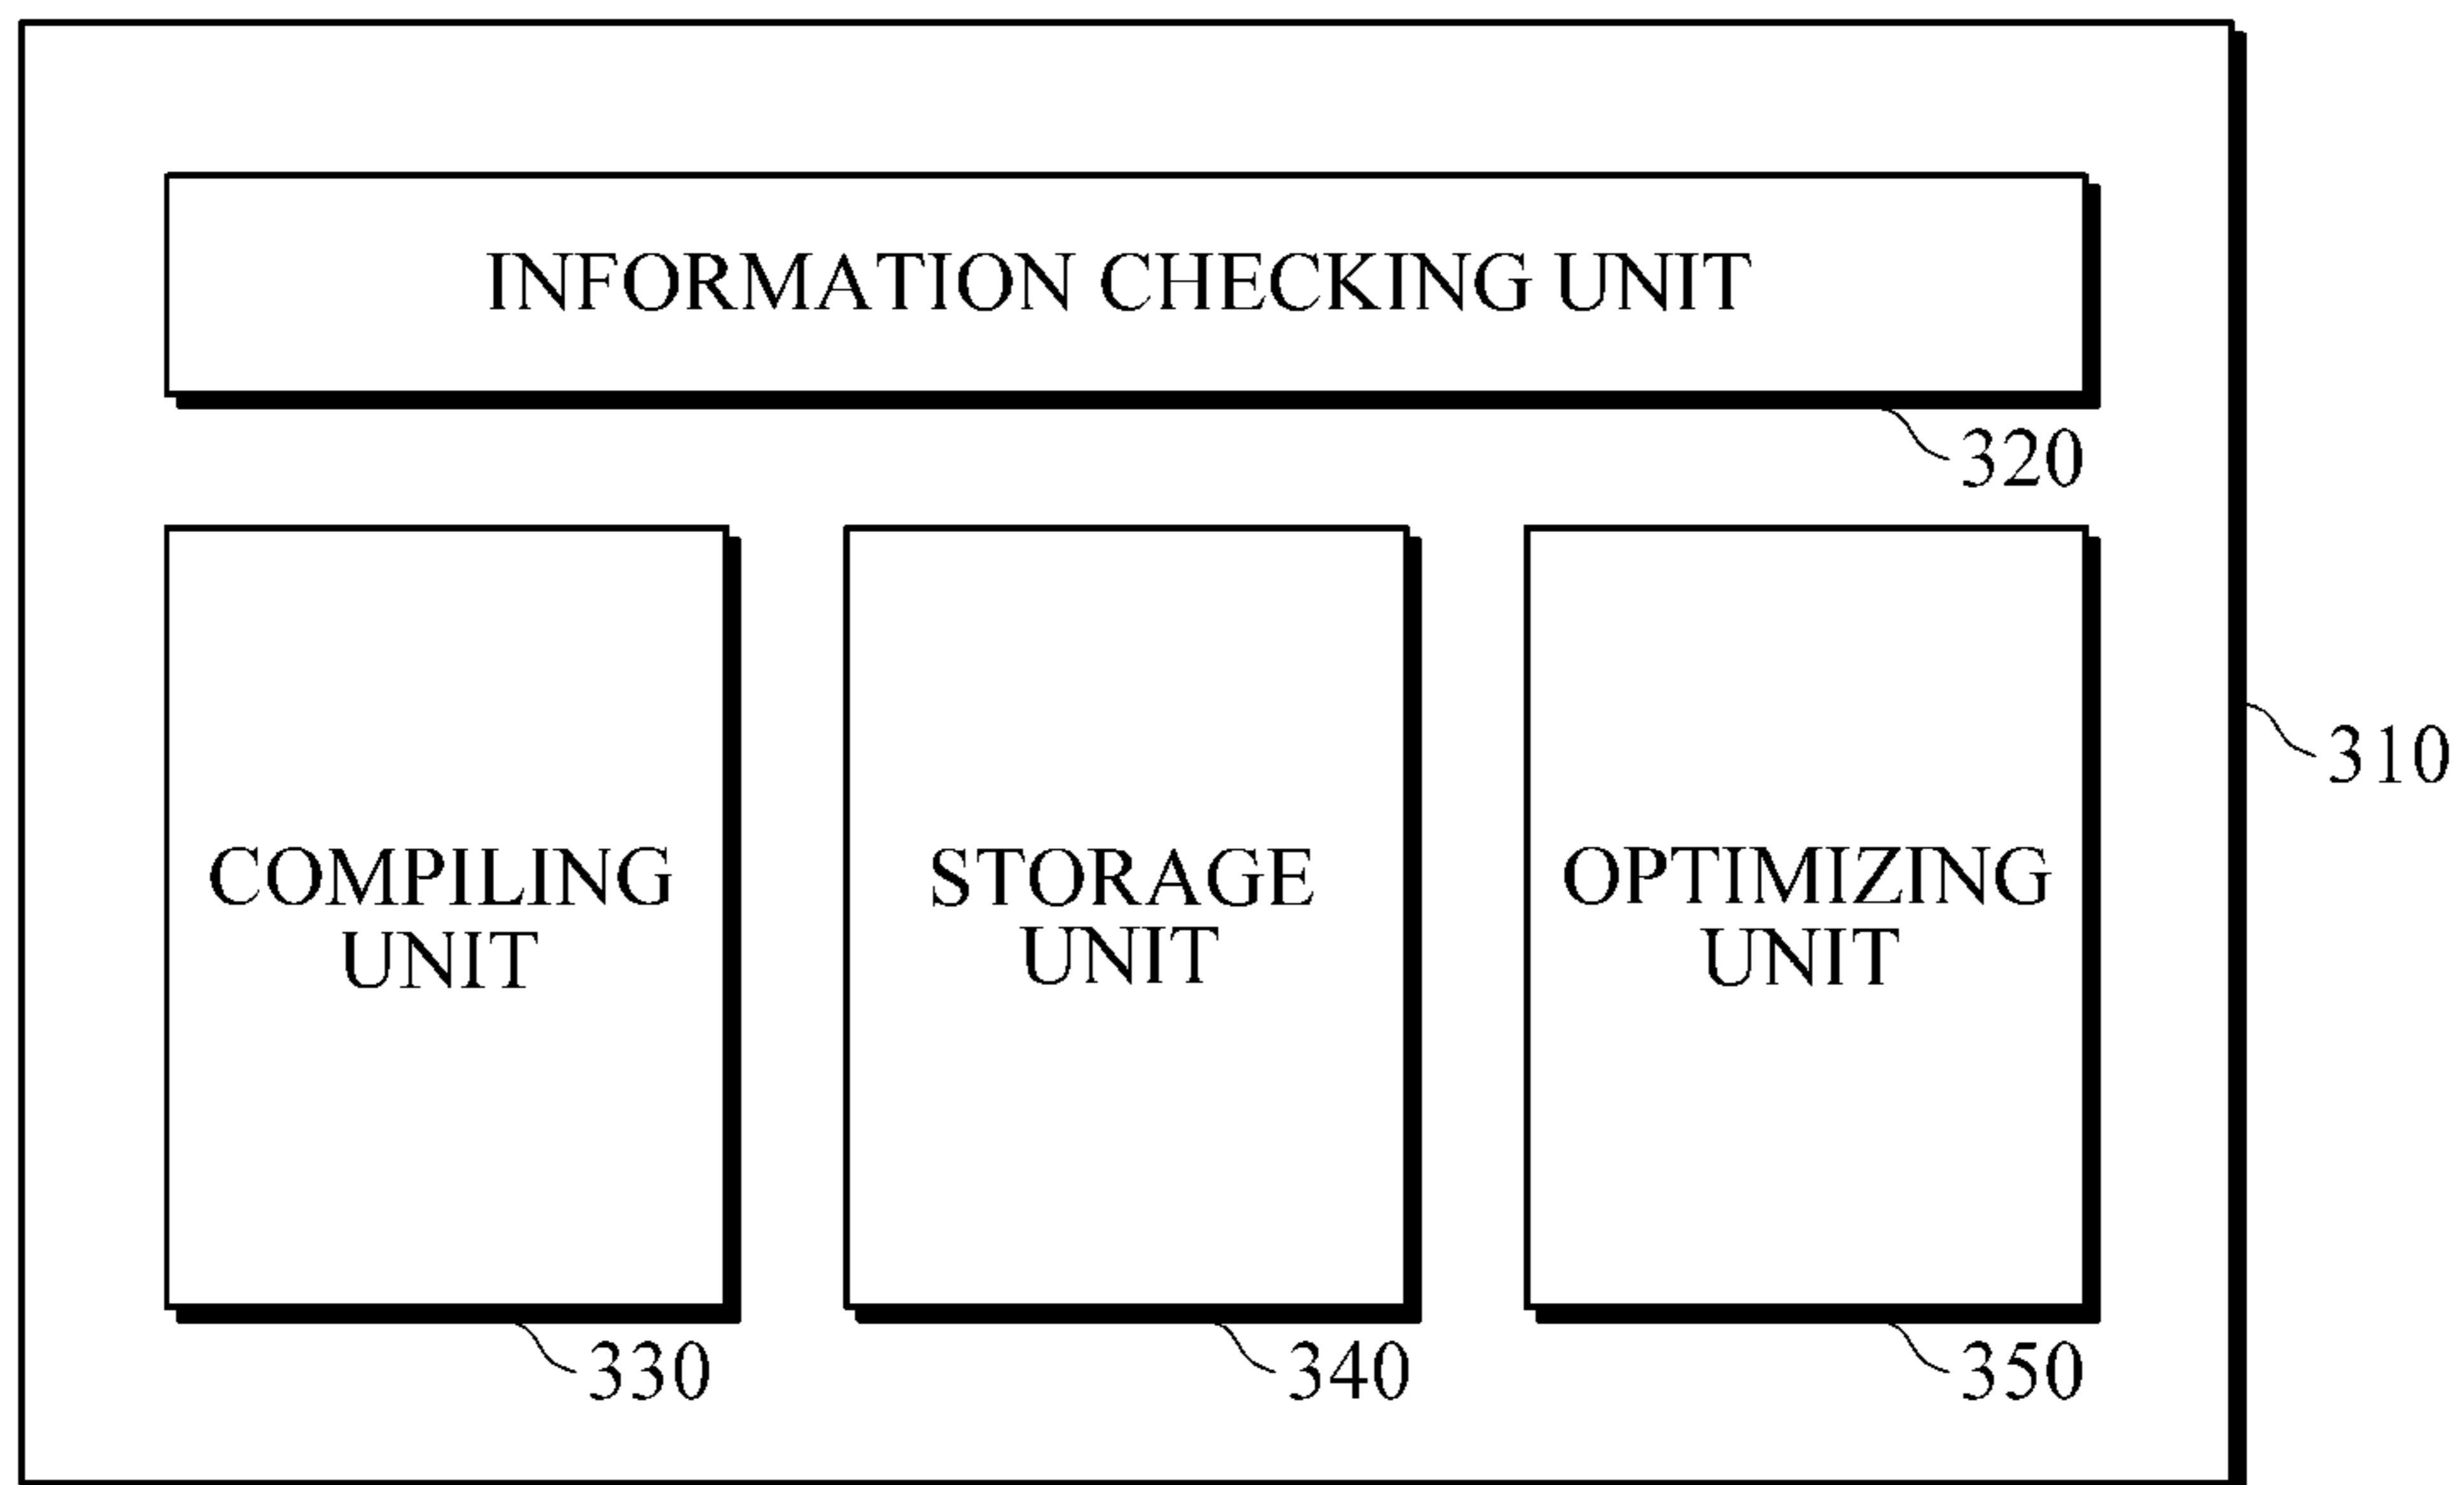 INFORMATION CHECKING UNIT
320
310
COMPILING
UNIT
STORAGE
UNIT
OPTIMIZING
UNIT
330
340
350